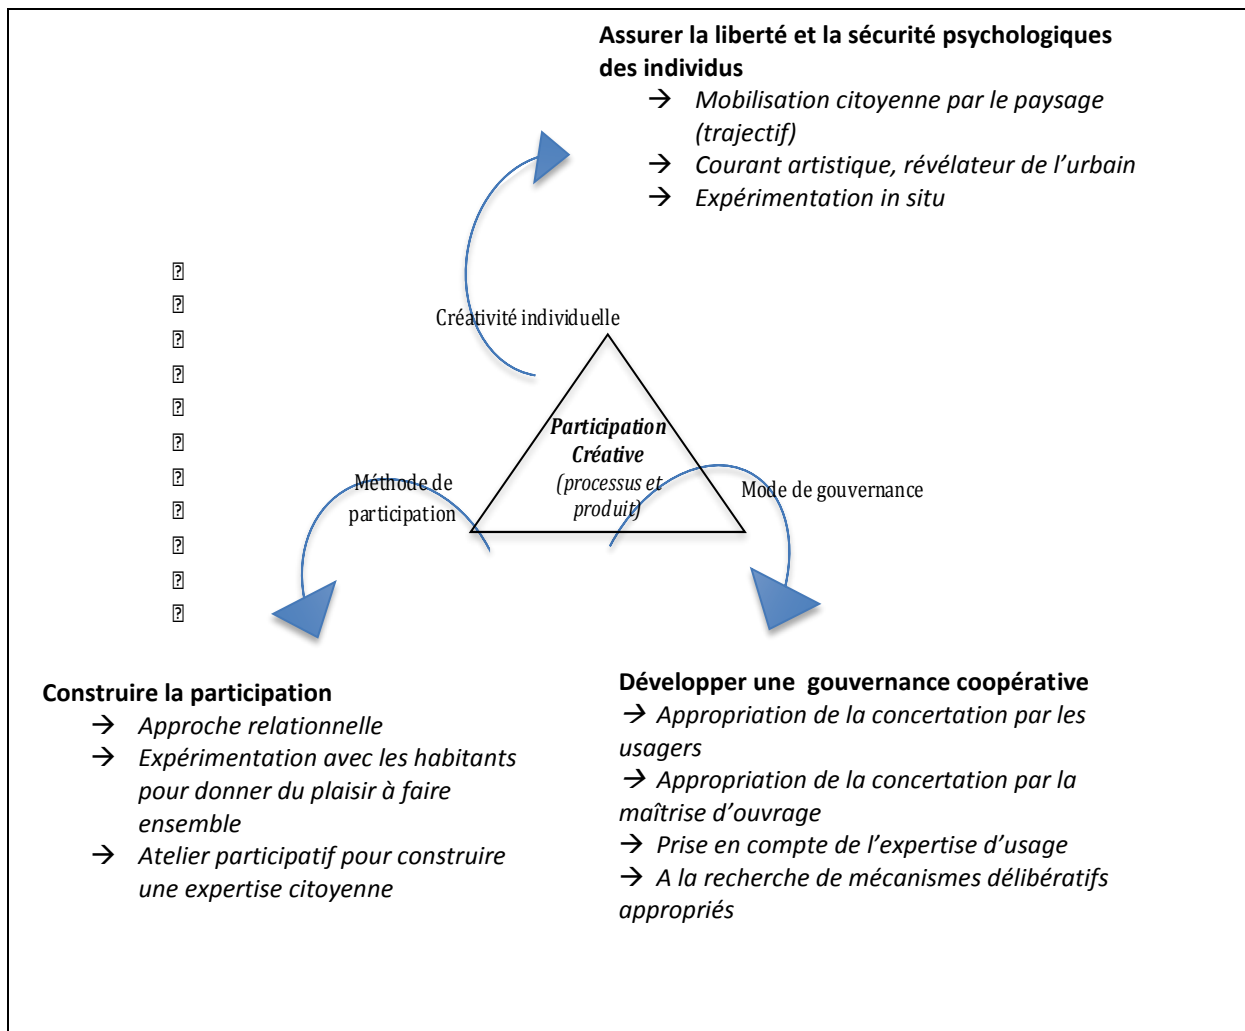 Assurer la liberté et la sécurité psychologiques
des individus
→ Mobilisation citoyenne par le paysage
(trajectif)
→ Courant artistique, révélateur de l’urbain
→ Expérimentation in situ
Créativité individuelle
Participation
Créative
(processus et
produit)
Méthode de
participation
Mode de gouvernance
Construire la participation
→ Approche relationnelle
→ Expérimentation avec les habitants
pour donner du plaisir à faire
ensemble
→ Atelier participatif pour construire
une expertise citoyenne
Développer une  gouvernance coopérative
→ Appropriation de la concertation par les
usagers
→ Appropriation de la concertation par la
maîtrise d’ouvrage
→ Prise en compte de l’expertise d’usage
→ A la recherche de mécanismes délibératifs
appropriés